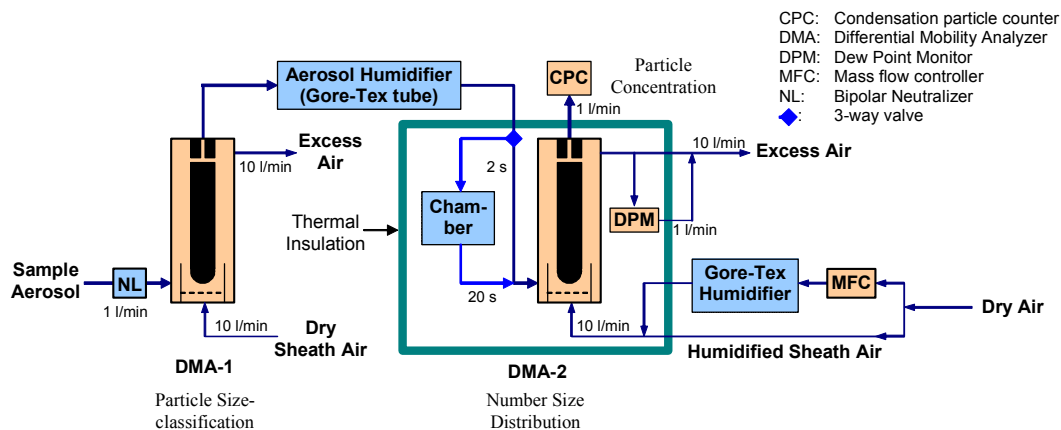 CPC: Condensation particle counter
DMA: Differential Mobility Analyzer
DPM: Dew Point Monitor
MFC: Mass flow controller
NL: Bipolar Neutralizer
: 3-way valve
Aerosol Humidifier
(Gore-Tex tube)
CPC
Particle
Concentration
1 l/min
Excess
Air
10 l/min
10 l/min
Excess Air
2 s
Cham-
ber
DPM
1 l/min
Thermal
Insulation
Sample
Aerosol
NL
1 l/min
20 s
Gore-Tex
Humidifier
MFC
Dry Air
10 l/min
Dry
Sheath Air
10 l/min
Humidified Sheath Air
DMA-1
DMA-2
Particle Size-
classification
Number Size
Distribution